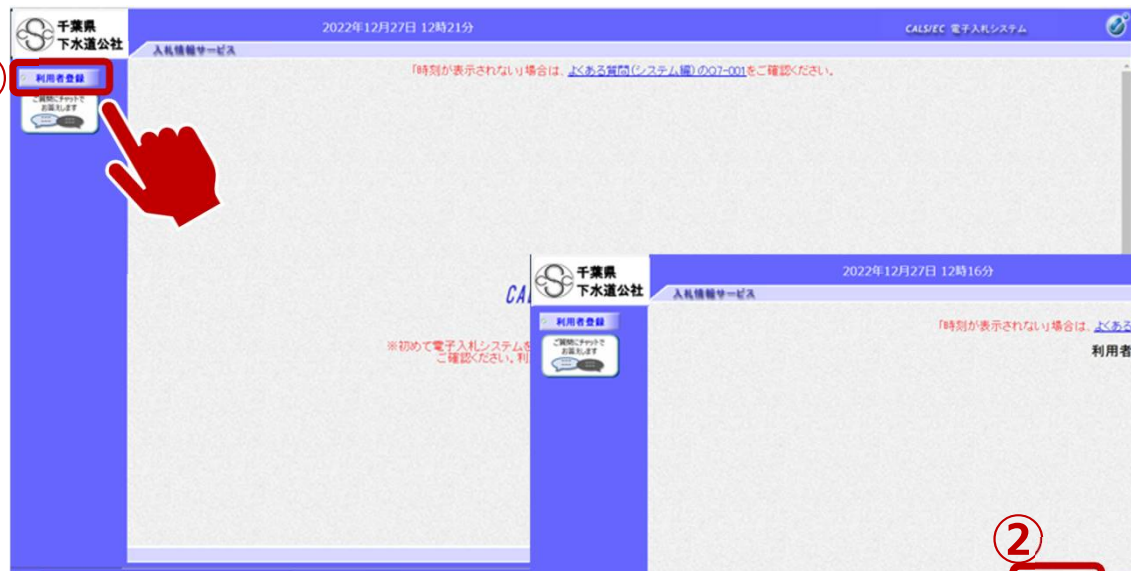 千葉県
下水道公社
2022年12月27日 12時21分
CALS/EC 電子入札システム
入札情報サービス
利用者登録
「時刻が表示されない」場合は、よくある質問(システム編)のQ7-001をご確認ください。
ご質問にチャットで
お答えします
CAL
※初めて電子入札システムを
ご確認ください。利
千葉県
下水道公社
2022年12月27日 12時16分
入札情報サービス
利用者登録
「時刻が表示されない」場合は、よくある
ご質問にチャットで
お答えします
利用者
②